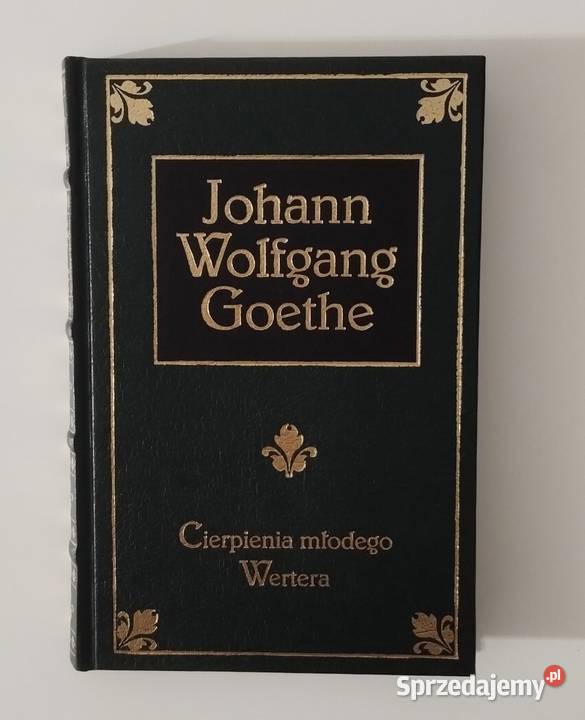 Johann
Wolfgang
Goethe
Cierpienia młodego
Wertera
Sprzedajemy.pl